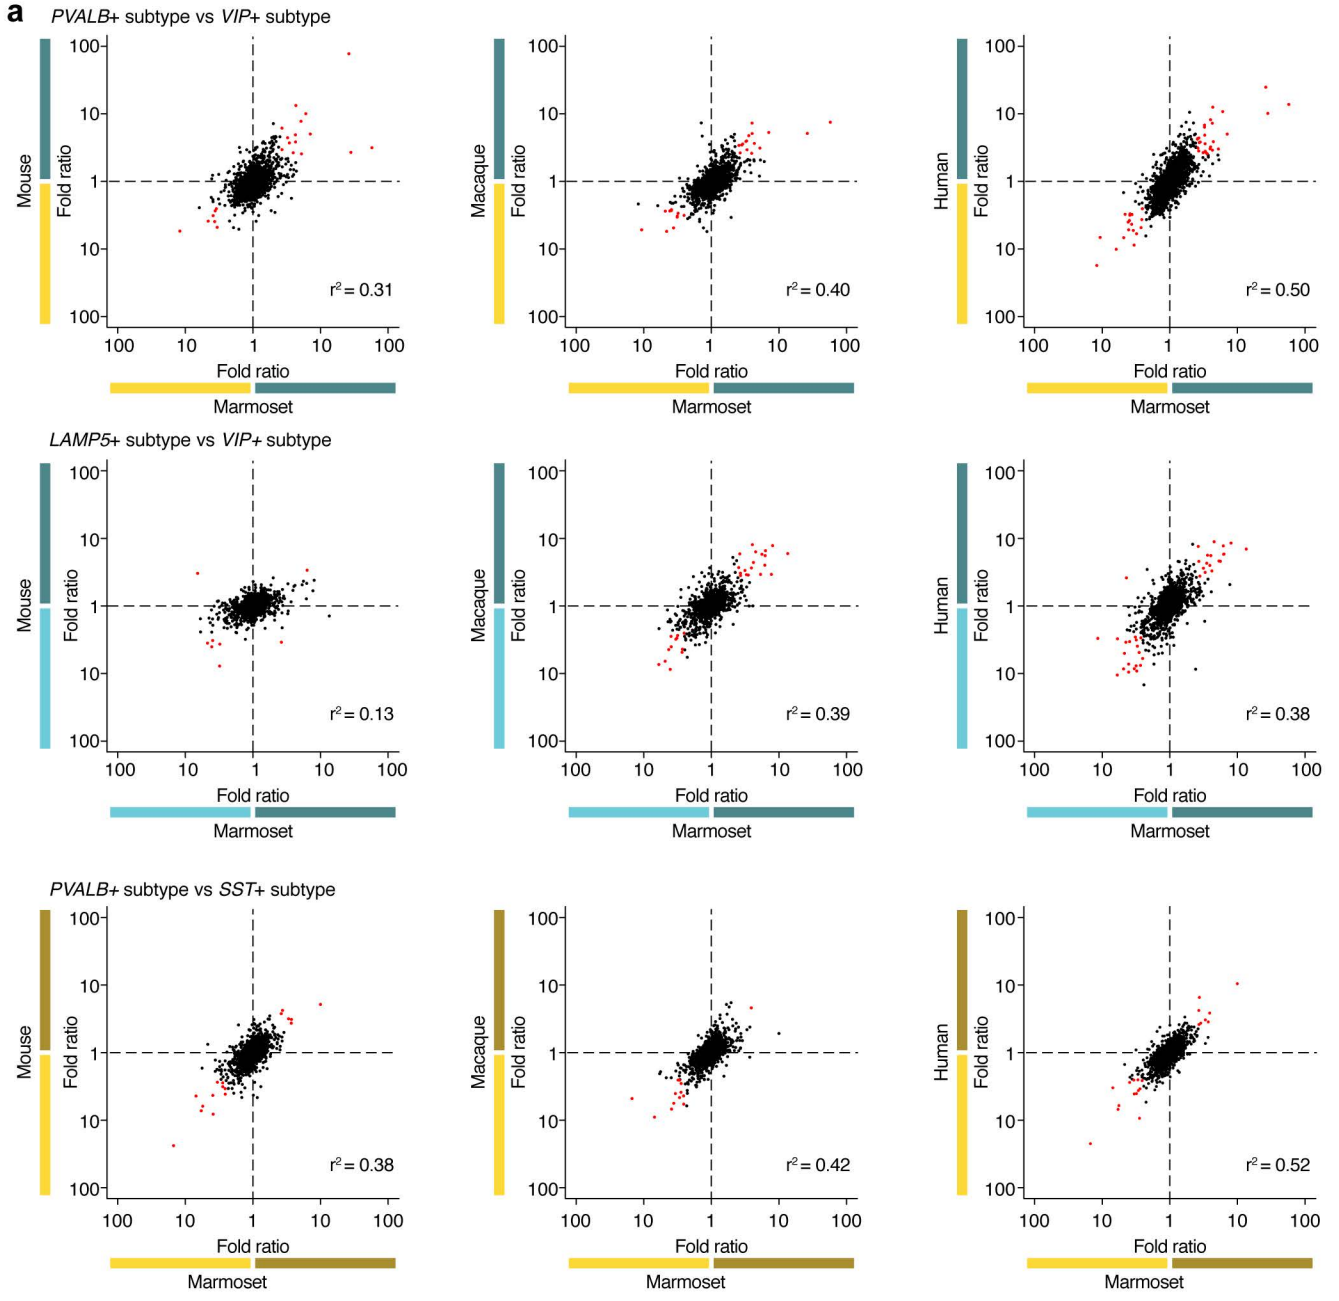 a
PVALB+ subtype vs VIP+ subtype
100
10
1
10
100
Mouse
Fold ratio
r² = 0.31
100 10 1 10 100
Fold ratio
Marmoset
100
10
1
10
100
Macaque
Fold ratio
r² = 0.40
100 10 1 10 100
Fold ratio
Marmoset
100
10
1
10
100
Human
Fold ratio
r² = 0.50
100 10 1 10 100
Fold ratio
Marmoset
LAMP5+ subtype vs VIP+ subtype
100
10
1
10
100
Mouse
Fold ratio
r² = 0.13
100 10 1 10 100
Fold ratio
Marmoset
100
10
1
10
100
Macaque
Fold ratio
r² = 0.39
100 10 1 10 100
Fold ratio
Marmoset
100
10
1
10
100
Human
Fold ratio
r² = 0.38
100 10 1 10 100
Fold ratio
Marmoset
PVALB+ subtype vs SST+ subtype
100
10
1
10
100
Mouse
Fold ratio
r² = 0.38
100 10 1 10 100
Fold ratio
Marmoset
100
10
1
10
100
Macaque
Fold ratio
r² = 0.42
100 10 1 10 100
Fold ratio
Marmoset
100
10
1
10
100
Human
Fold ratio
r² = 0.52
100 10 1 10 100
Fold ratio
Marmoset